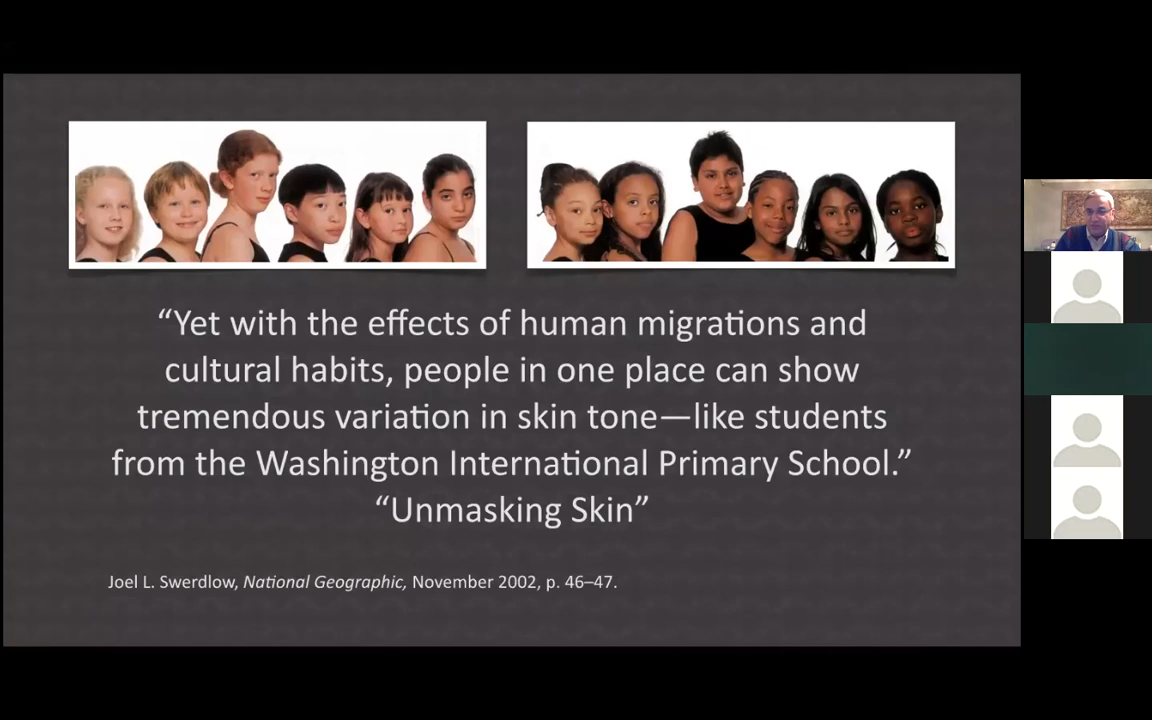 “Yet with the effects of human migrations and
cultural habits, people in one place can show
tremendous variation in skin tone—like students
from the Washington International Primary School.”
“Unmasking Skin”
Joel L. Swerdlow, National Geographic, November 2002, p. 46–47.